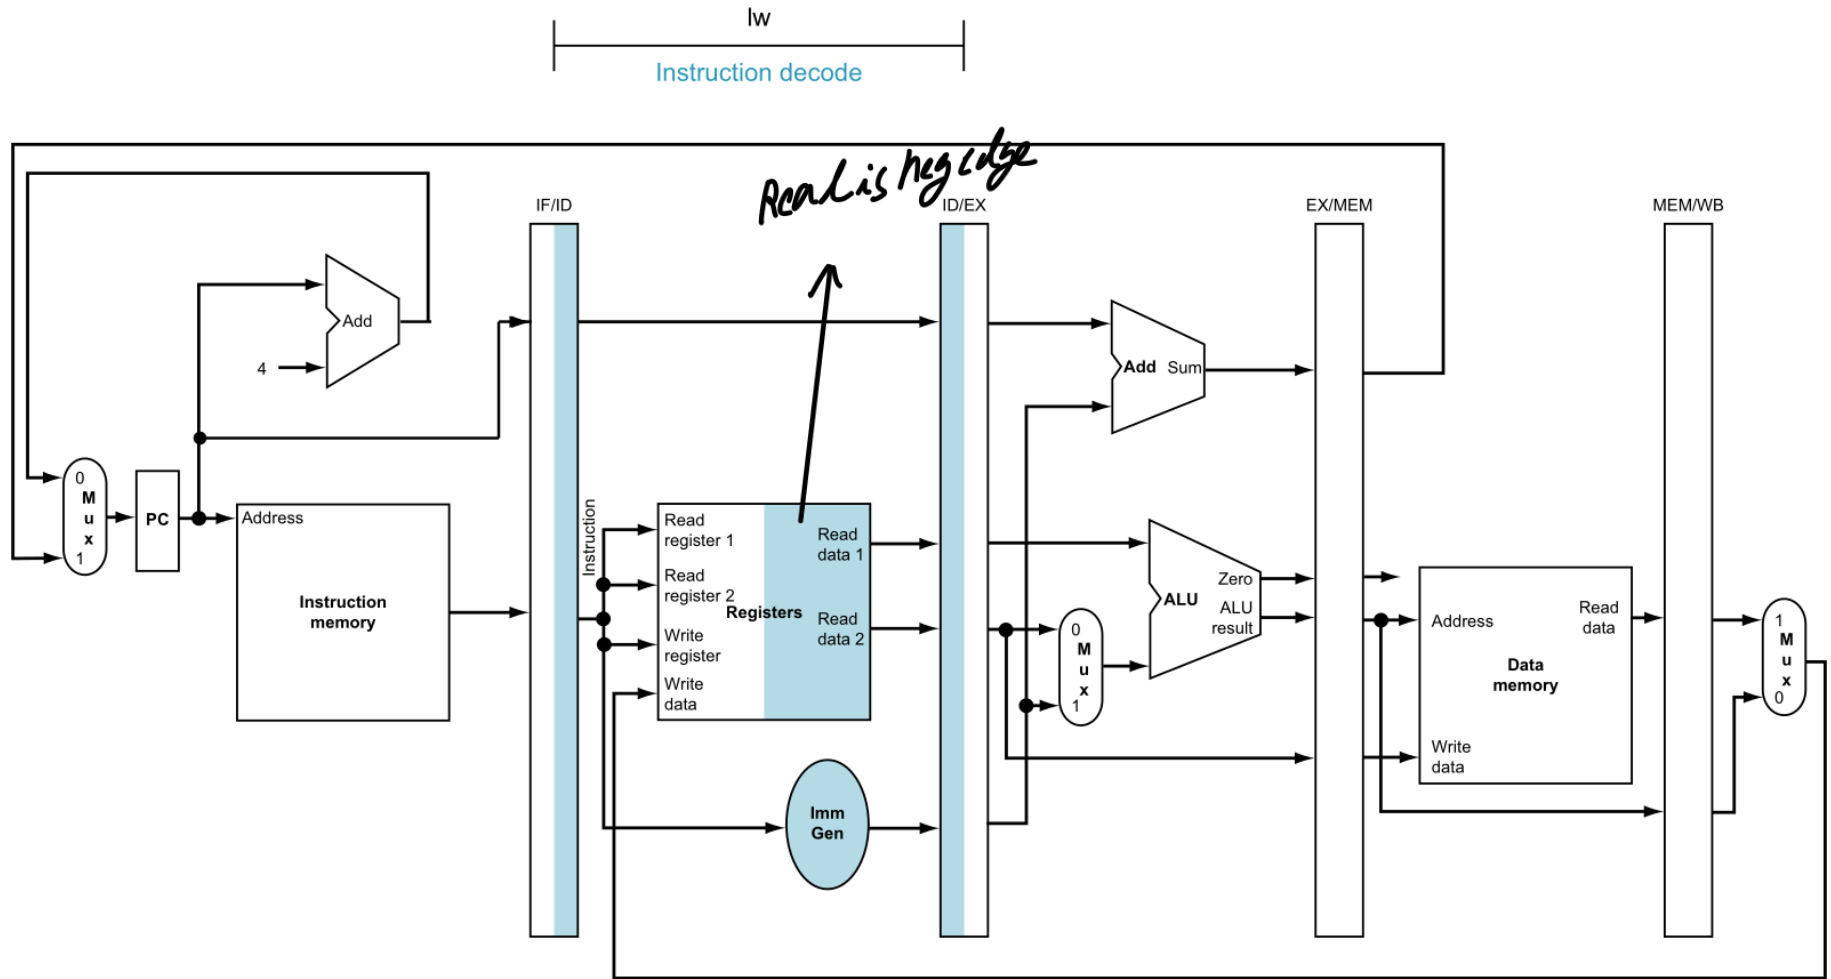 lw
Instruction decode
Read is neg edge
IF/ID
ID/EX
EX/MEM
MEM/WB
Add
4
Add Sum
0
M
u
x
1
PC
Address
Instruction
memory
Instruction
Read
register 1
Read
register 2
Write
register
Write
data
Registers
Read
data 1
Read
data 2
Imm
Gen
0
M
u
x
1
Zero
ALU
ALU
result
Address
Read
data
Data
memory
Write
data
1
M
u
x
0